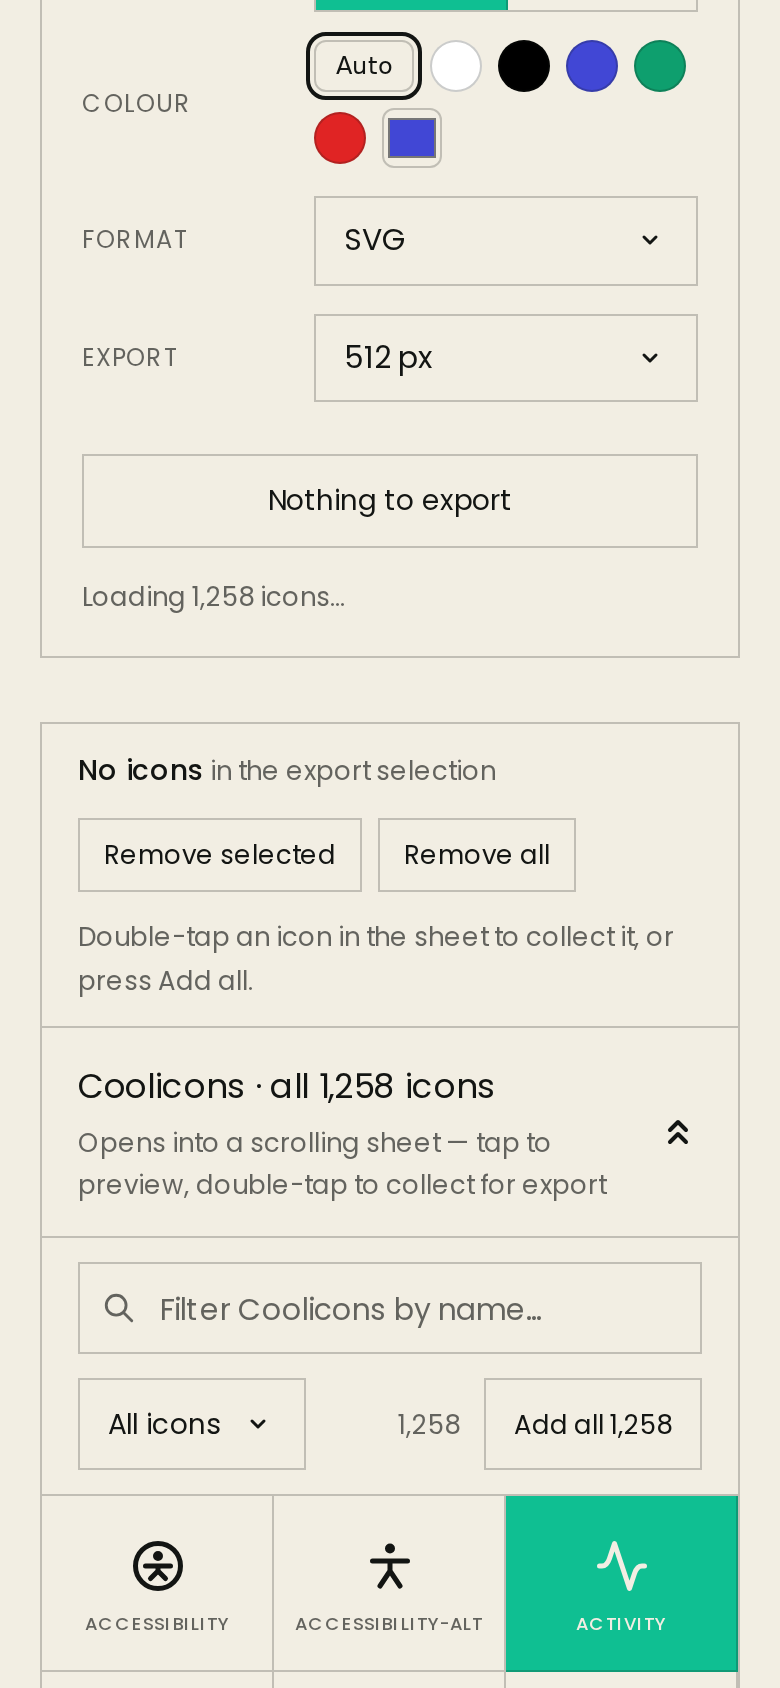 COLOUR
Auto
FORMAT
SVG
EXPORT
512 px
Nothing to export
Loading 1,258 icons…
No icons in the export selection
Remove selected
Remove all
Double-tap an icon in the sheet to collect it, or
press Add all.
Coolicons · all 1,258 icons
Opens into a scrolling sheet — tap to
preview, double-tap to collect for export
Filter Coolicons by name…
All icons
1,258
Add all 1,258
ACCESSIBILITY
ACCESSIBILITY-ALT
ACTIVITY